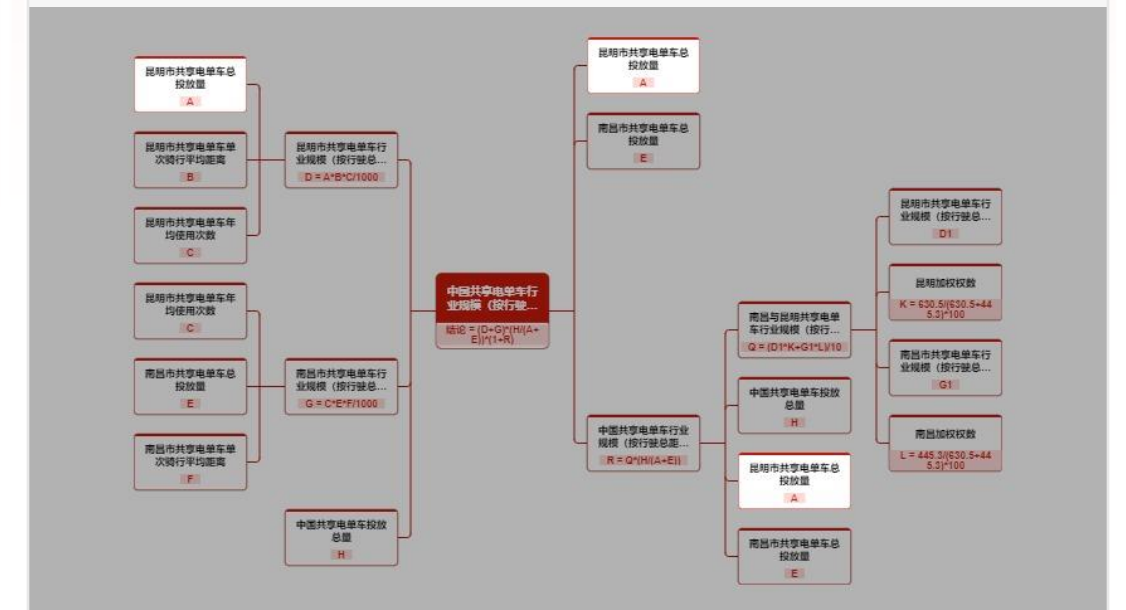 昆明市共享电单车总
投放量
A
昆明市共享电单车单
次骑行平均距离
B
昆明市共享电单车年
均使用次数
C
昆明市共享电单车年
均使用次数
C
南昌市共享电单车总
投放量
E
南昌市共享电单车单
次骑行平均距离
F
昆明市共享电单车行
业规模（按行驶总...
D = A*B*C/1000
南昌市共享电单车行
业规模（按行驶总...
G = C*E*F/1000
中国共享电单车投放
总量
H
中国共享电单车行
业规模（按行驶...
结论 = (D+G)*(H/(A+
E))*(1+R)
昆明市共享电单车总
投放量
A
南昌市共享电单车总
投放量
E
中国共享电单车行业
规模（按行驶总距...
R = Q*(H/(A+E))
南昌与昆明共享电单
车行业规模（按行...
Q = (D1*K+G1*L)/10
中国共享电单车投放
总量
H
昆明市共享电单车总
投放量
A
南昌市共享电单车总
投放量
E
昆明市共享电单车行
业规模（按行驶总...
D1
昆明加权权数
K = 630.5/(630.5+44
5.3)*100
南昌市共享电单车行
业规模（按行驶总...
G1
南昌加权权数
L = 445.3/(630.5+44
5.3)*100